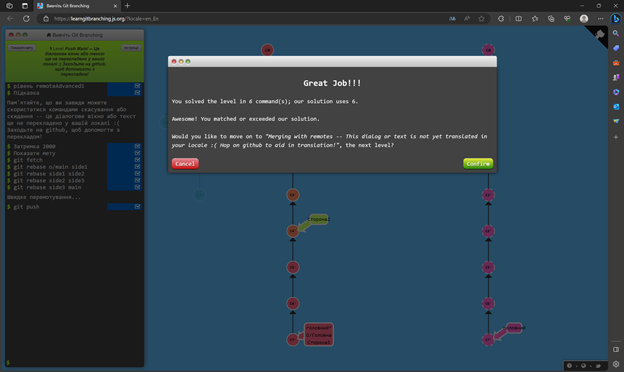 Вивчіть Git Branching
https://learngitbranching.js.org/?locale=en_En
Вивчіть Git Branching
$ рівень remoteAdvanced1
$ Підказка
Пам'ятайте, що ви завжди можете
скористатися командами скасування або
скидання -- Це діалогове вікно або текст
ще не перекладено у вашій локалі :(
Заходьте на github, щоб допомогти з
перекладом!
$ Затримка 2000
$ Показати мету
$ git fetch
$ git rebase o/main side1
$ git rebase side1 side2
$ git rebase side2 side3
$ git rebase side3 main
Швидке перемотування...
$ git push
$
Great Job!!!
You solved the level in 6 command(s); our solution uses 6.
Awesome! You matched or exceeded our solution.
Would you like to move on to "Merging with remotes -- This dialog or text is not yet translated in
your locale :( Hop on github to aid in translation!", the next level?
Cancel
Confirm